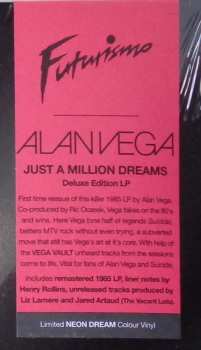 Futurismo
ALAN VEGA
JUST A MILLION DREAMS
Deluxe Edition LP
First time reissue of this killer 1985 LP by Alan Vega.
Co-produced by Ric Ocasek, Vega takes on the 80's
and wins. Here Vega (one half of legends Suicide),
betters MTV rock without even trying, a subverted
move that still has Vega's art at it's core. With help of
the VEGA VAULT unheard tracks from the sessions
come to life. Vital for fans of Alan Vega and Suicide.
Includes remastered 1985 LP, liner notes by
Henry Rollins, unreleased tracks produced by
Liz Lamere and Jared Artaud (The Vacant Lots).
Limited NEON DREAM Colour Vinyl